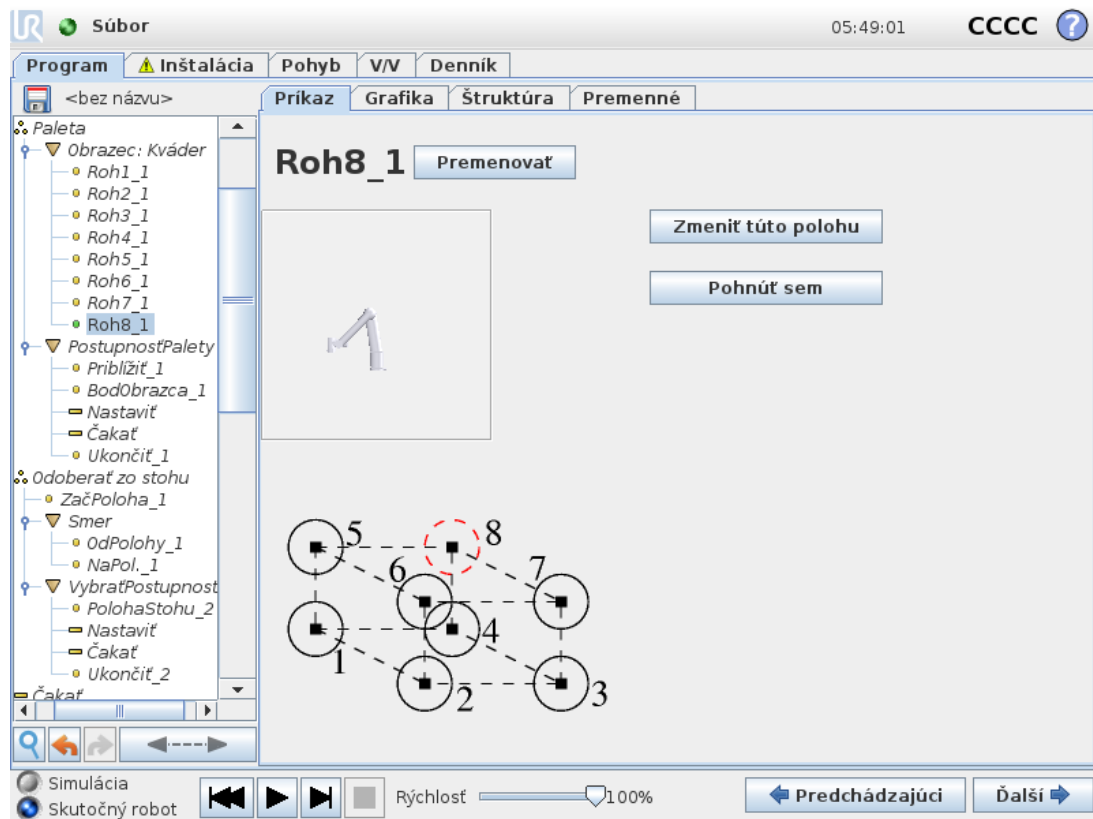 UR Súbor 05:49:01 CCCC ?
Program Inštalácia Pohyb V/V Denník
<bez názvu> Príkaz Grafika Štruktúra Premenné
Paleta
Obrazec: Kváder
Roh1_1
Roh2_1
Roh3_1
Roh4_1
Roh5_1
Roh6_1
Roh7_1
Roh8_1
PostupnosťPalety
Priblížiť_1
BodObrazca_1
Nastaviť
Čakať
Ukončiť_1
Odoberať zo stohu
ZačPoloha_1
Smer
OdPolohy_1
NaPol._1
VybraťPostupnosť
PolohaStohu_2
Nastaviť
Čakať
Ukončiť_2
Čakať
Roh8_1 Premenovať
Zmeniť túto polohu
Pohnúť sem
5 8
6 7
1 4
2 3
Simulácia
Skutočný robot
Rýchlosť 100%
Predchádzajúci Ďalší